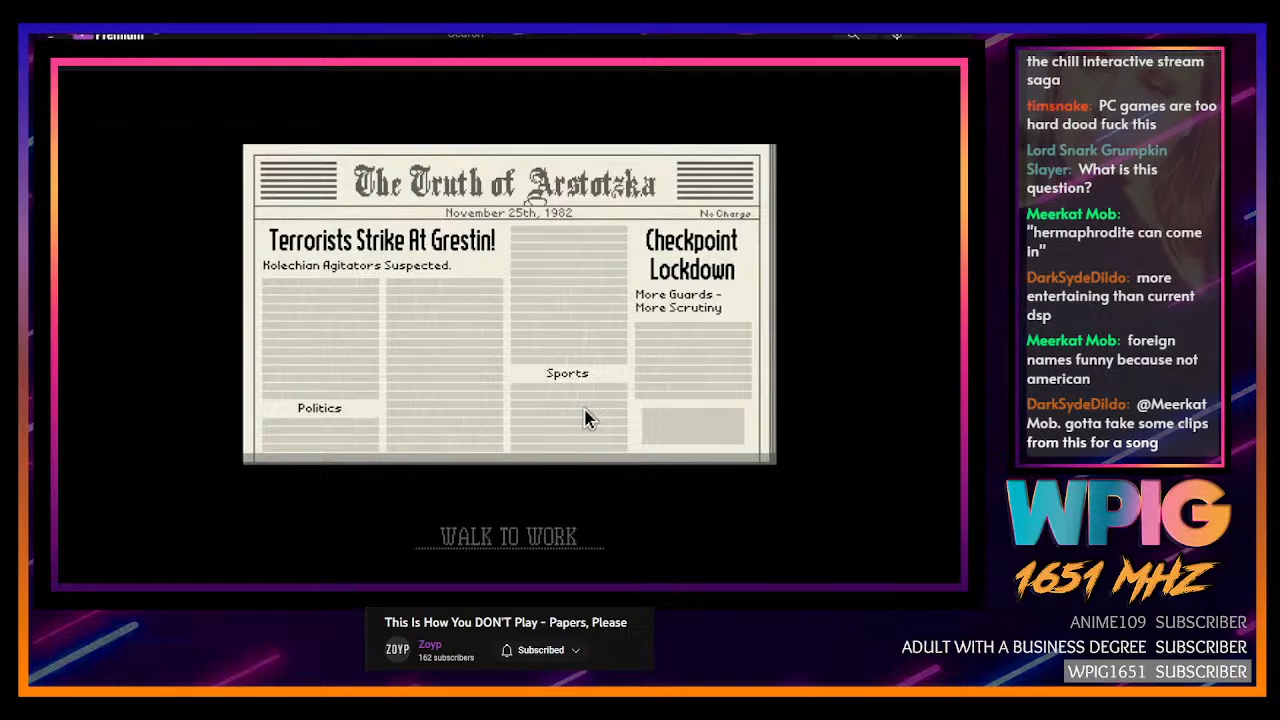 Premium
Search
The Truth of Arstotzka
November 25th, 1982
No Charge
Terrorists Strike At Grestin!
Kolechian Agitators Suspected.
Politics
Sports
Checkpoint
Lockdown
More Guards -
More Scrutiny
WALK TO WORK
This Is How You DON'T Play - Papers, Please
ZOYP
Zoyp
162 subscribers
Subscribed
the chill interactive stream
saga
timsnake: PC games are too
hard dood fuck this
Lord Snark Grumpkin
Slayer: What is this
question?
Meerkat Mob:
"hermaphrodite can come
in"
DarkSydeDildo: more
entertaining than current
dsp
Meerkat Mob: foreign
names funny because not
american
DarkSydeDildo: @Meerkat
Mob. gotta take some clips
from this for a song
WPIG
1651 MHZ
ANIME109 SUBSCRIBER
ADULT WITH A BUSINESS DEGREE SUBSCRIBER
WPIG1651 SUBSCRIBER